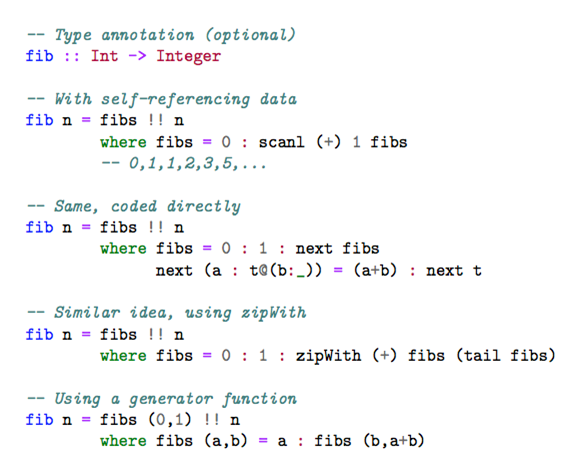 -- Type annotation (optional)
fib :: Int -> Integer
-- With self-referencing data
fib n = fibs !! n
        where fibs = 0 : scanl (+) 1 fibs
        -- 0,1,1,2,3,5,...
-- Same, coded directly
fib n = fibs !! n
        where fibs = 0 : 1 : next fibs
              next (a : t@(b:_)) = (a+b) : next t
-- Similar idea, using zipWith
fib n = fibs !! n
        where fibs = 0 : 1 : zipWith (+) fibs (tail fibs)
-- Using a generator function
fib n = fibs (0,1) !! n
        where fibs (a,b) = a : fibs (b,a+b)